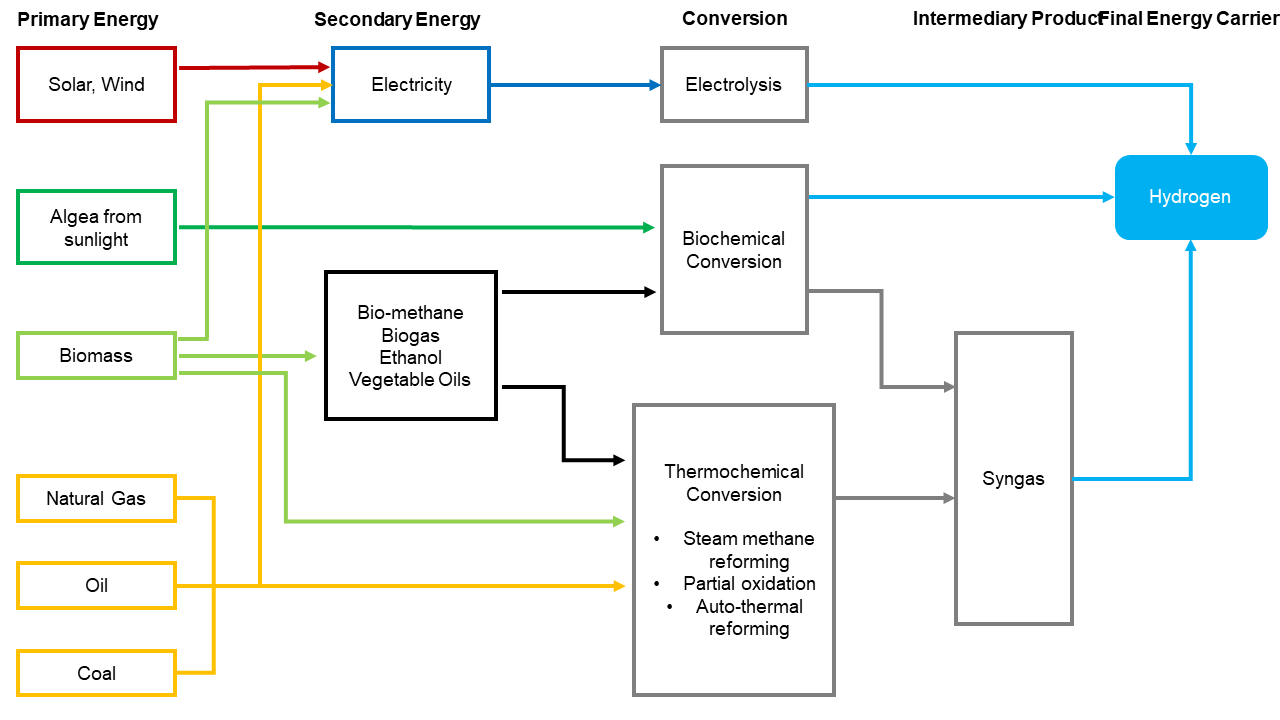 Primary Energy
Secondary Energy
Conversion
Intermediary Product
Final Energy Carrier
Solar, Wind
Electricity
Electrolysis
Hydrogen
Algea from
sunlight
Biochemical
Conversion
Bio-methane
Biogas
Ethanol
Vegetable Oils
Biomass
Natural Gas
Oil
Coal
Thermochemical
Conversion
• Steam methane
reforming
• Partial oxidation
• Auto-thermal
reforming
Syngas